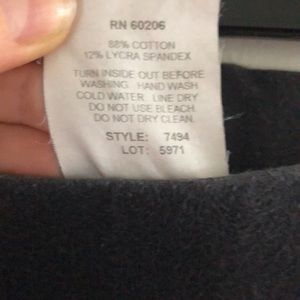 RN 60206
88% COTTON
12% LYCRA SPANDEX
TURN INSIDE OUT BEFORE
WASHING. HAND WASH
COLD WATER. LINE DRY
DO NOT USE BLEACH.
DO NOT DRY CLEAN.
STYLE: 7494
LOT: 5971